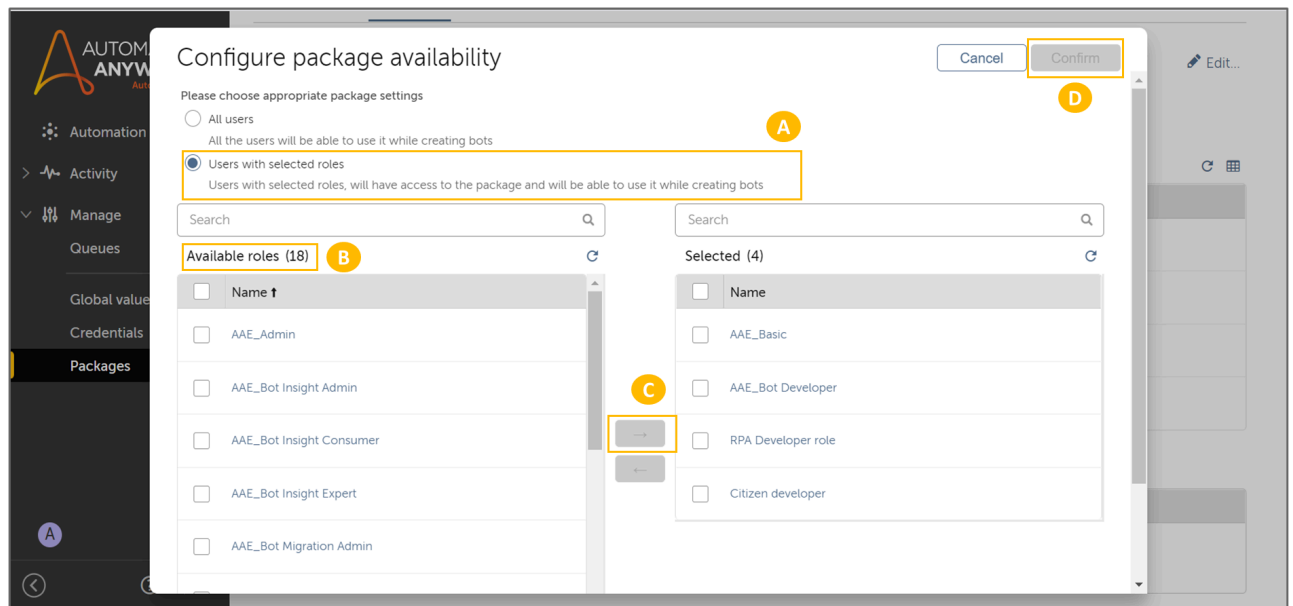 AUTOM
ANYW
Auto
Automation
Activity
Manage
Queues
Global value
Credentials
Packages
A
Configure package availability
Cancel
Confirm
D
Edit...
Please choose appropriate package settings
All users
All the users will be able to use it while creating bots
A
Users with selected roles
Users with selected roles, will have access to the package and will be able to use it while creating bots
Search
Available roles (18)
B
Name ↑
AAE_Admin
AAE_Bot Insight Admin
AAE_Bot Insight Consumer
AAE_Bot Insight Expert
AAE_Bot Migration Admin
C
→
←
Search
Selected (4)
Name
AAE_Basic
AAE_Bot Developer
RPA Developer role
Citizen developer